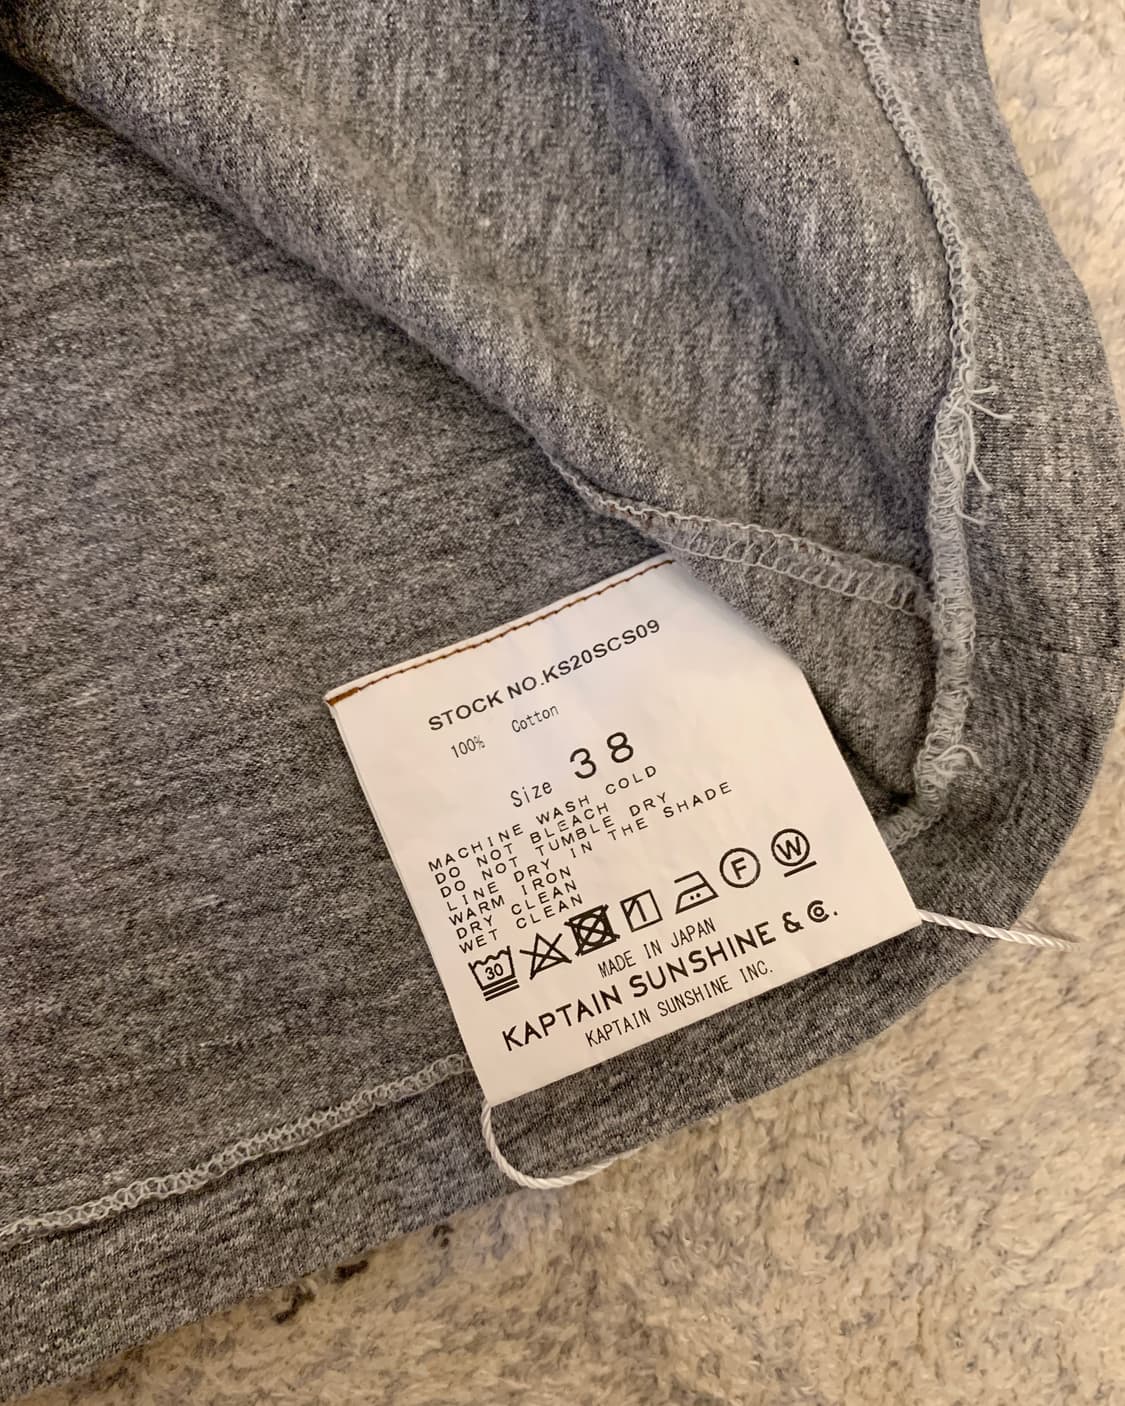 STOCK NO.KS20SCS09
100% Cotton
Size 38
MACHINE WASH COLD
DO NOT BLEACH
DO NOT TUMBLE DRY
LINE DRY IN THE SHADE
WARM IRON
DRY CLEAN
WET CLEAN
30 F W
MADE IN JAPAN
KAPTAIN SUNSHINE & Co.
KAPTAIN SUNSHINE INC.